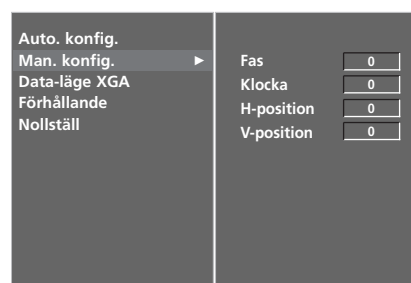 Auto. konfig.
Man. konfig. ►
Data-läge XGA
Förhållande
Nollställ
Fas 0
Klocka 0
H-position 0
V-position 0